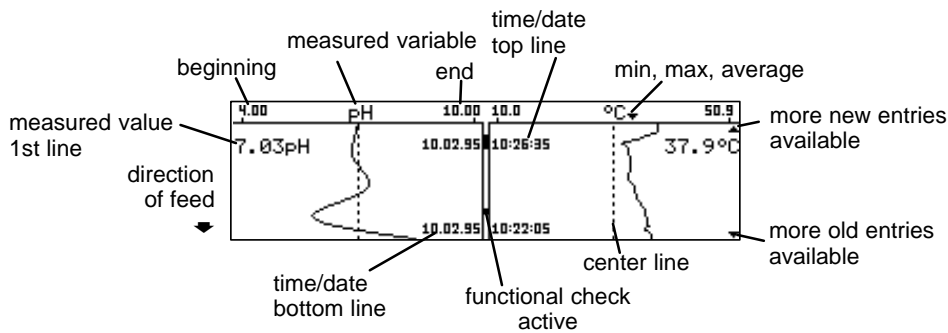 time/date
top line
measured variable
beginning
end
min, max, average
4.00 pH 10.00 10.0 °C 50.9
measured value
1st line
more new entries
available
7.03pH 10.02.95 10:26:35 37.9°C
direction
of feed
10.02.95 10:22:05
more old entries
available
center line
time/date
bottom line
functional check
active